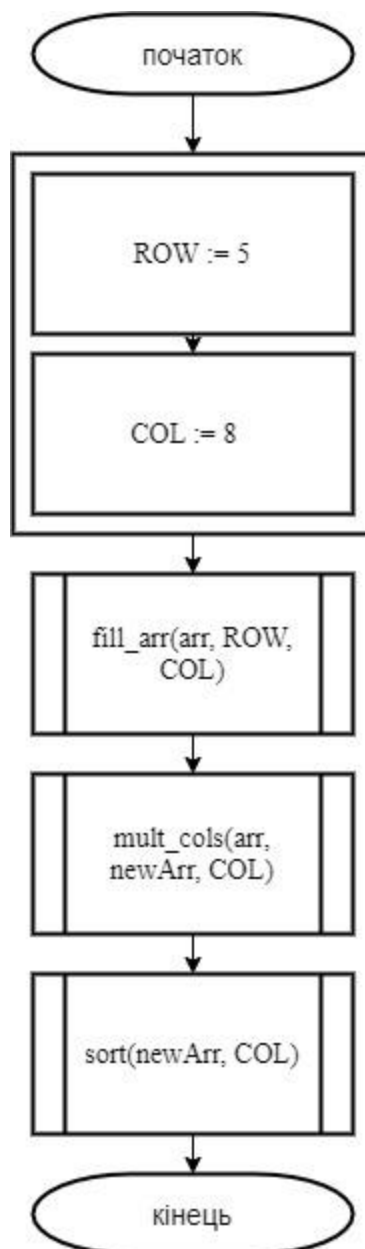 початок
ROW := 5
COL := 8
fill_arr(arr, ROW,
COL)
mult_cols(arr,
newArr, COL)
sort(newArr, COL)
кінець